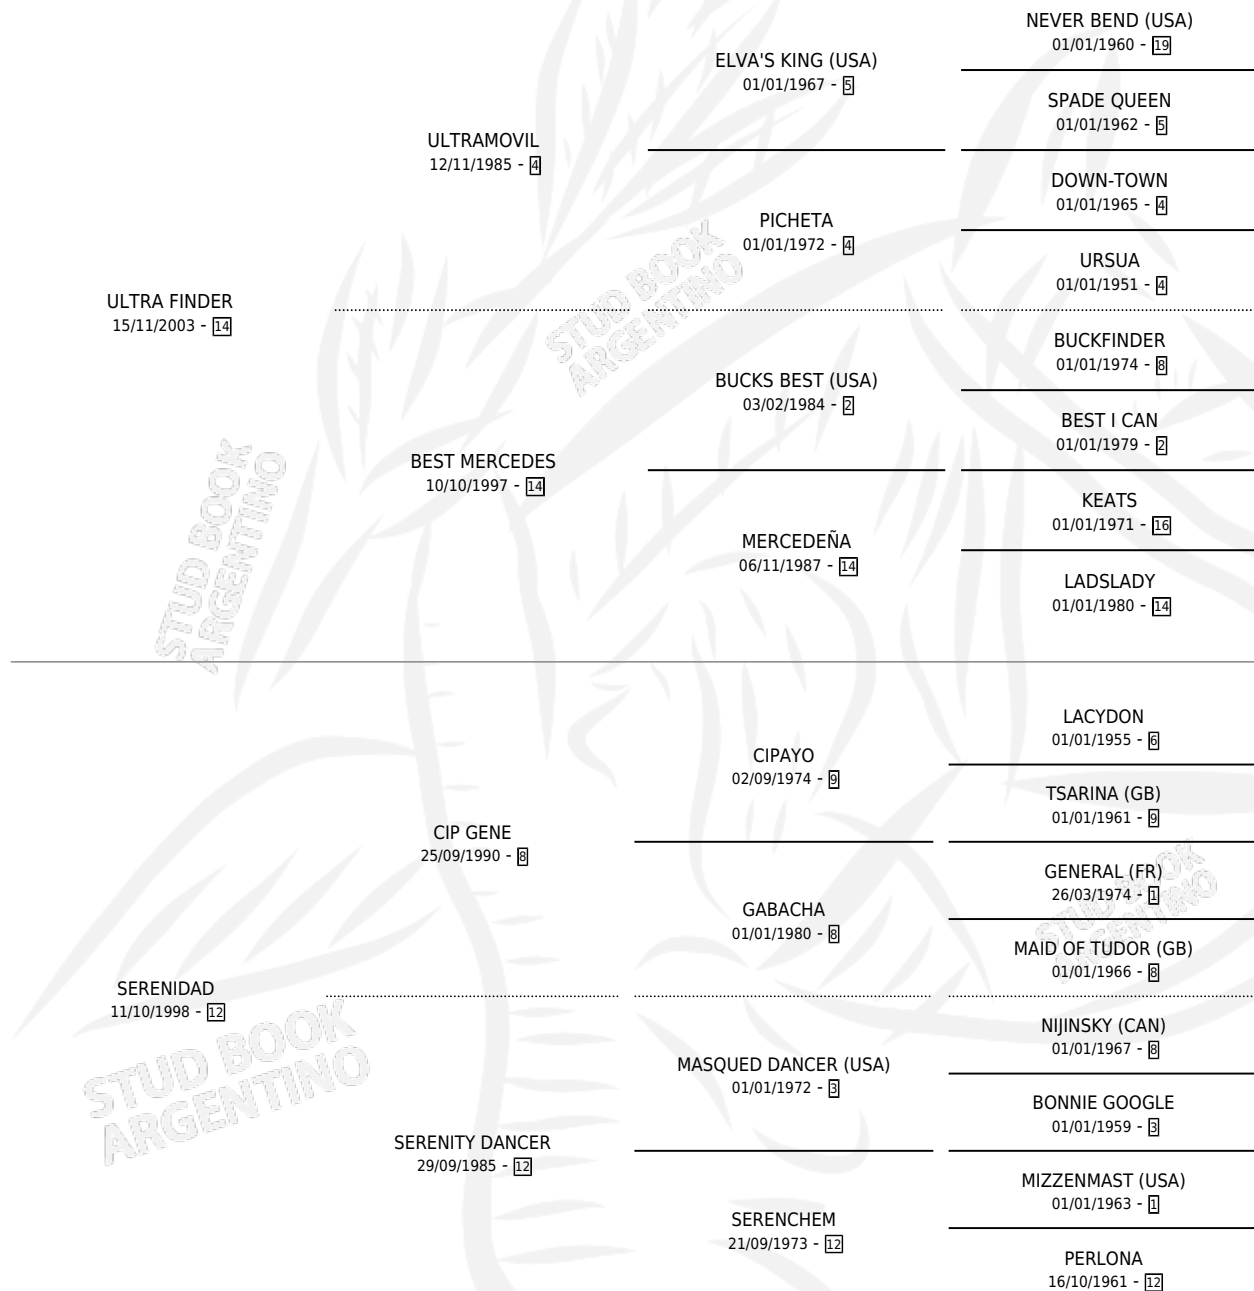 NEVER BEND (USA)
01/01/1960 - 19
ELVA'S KING (USA)
01/01/1967 - 5
SPADE QUEEN
01/01/1962 - 5
ULTRAMOVIL
12/11/1985 - 4
DOWN-TOWN
01/01/1965 - 4
PICHETA
01/01/1972 - 4
URSUA
01/01/1951 - 4
ULTRA FINDER
15/11/2003 - 14
BUCKFINDER
01/01/1974 - 8
BUCKS BEST (USA)
03/02/1984 - 2
BEST I CAN
01/01/1979 - 2
BEST MERCEDES
10/10/1997 - 14
KEATS
01/01/1971 - 16
MERCEDEÑA
06/11/1987 - 14
LADSLADY
01/01/1980 - 14
LACYDON
01/01/1955 - 6
CIPAYO
02/09/1974 - 9
TSARINA (GB)
01/01/1961 - 9
CIP GENE
25/09/1990 - 8
GENERAL (FR)
26/03/1974 - 1
GABACHA
01/01/1980 - 8
MAID OF TUDOR (GB)
01/01/1966 - 8
SERENIDAD
11/10/1998 - 12
NIJINSKY (CAN)
01/01/1967 - 8
MASQUED DANCER (USA)
01/01/1972 - 3
BONNIE GOOGLE
01/01/1959 - 3
SERENITY DANCER
29/09/1985 - 12
MIZZENMAST (USA)
01/01/1963 - 1
SERENCHEM
21/09/1973 - 12
PERLONA
16/10/1961 - 12
STUD BOOK
ARGENTINO
STUD BOOK
ARGENTINO
STUD BOOK
ARGENTINO
STUD BOOK
ARGENTINO